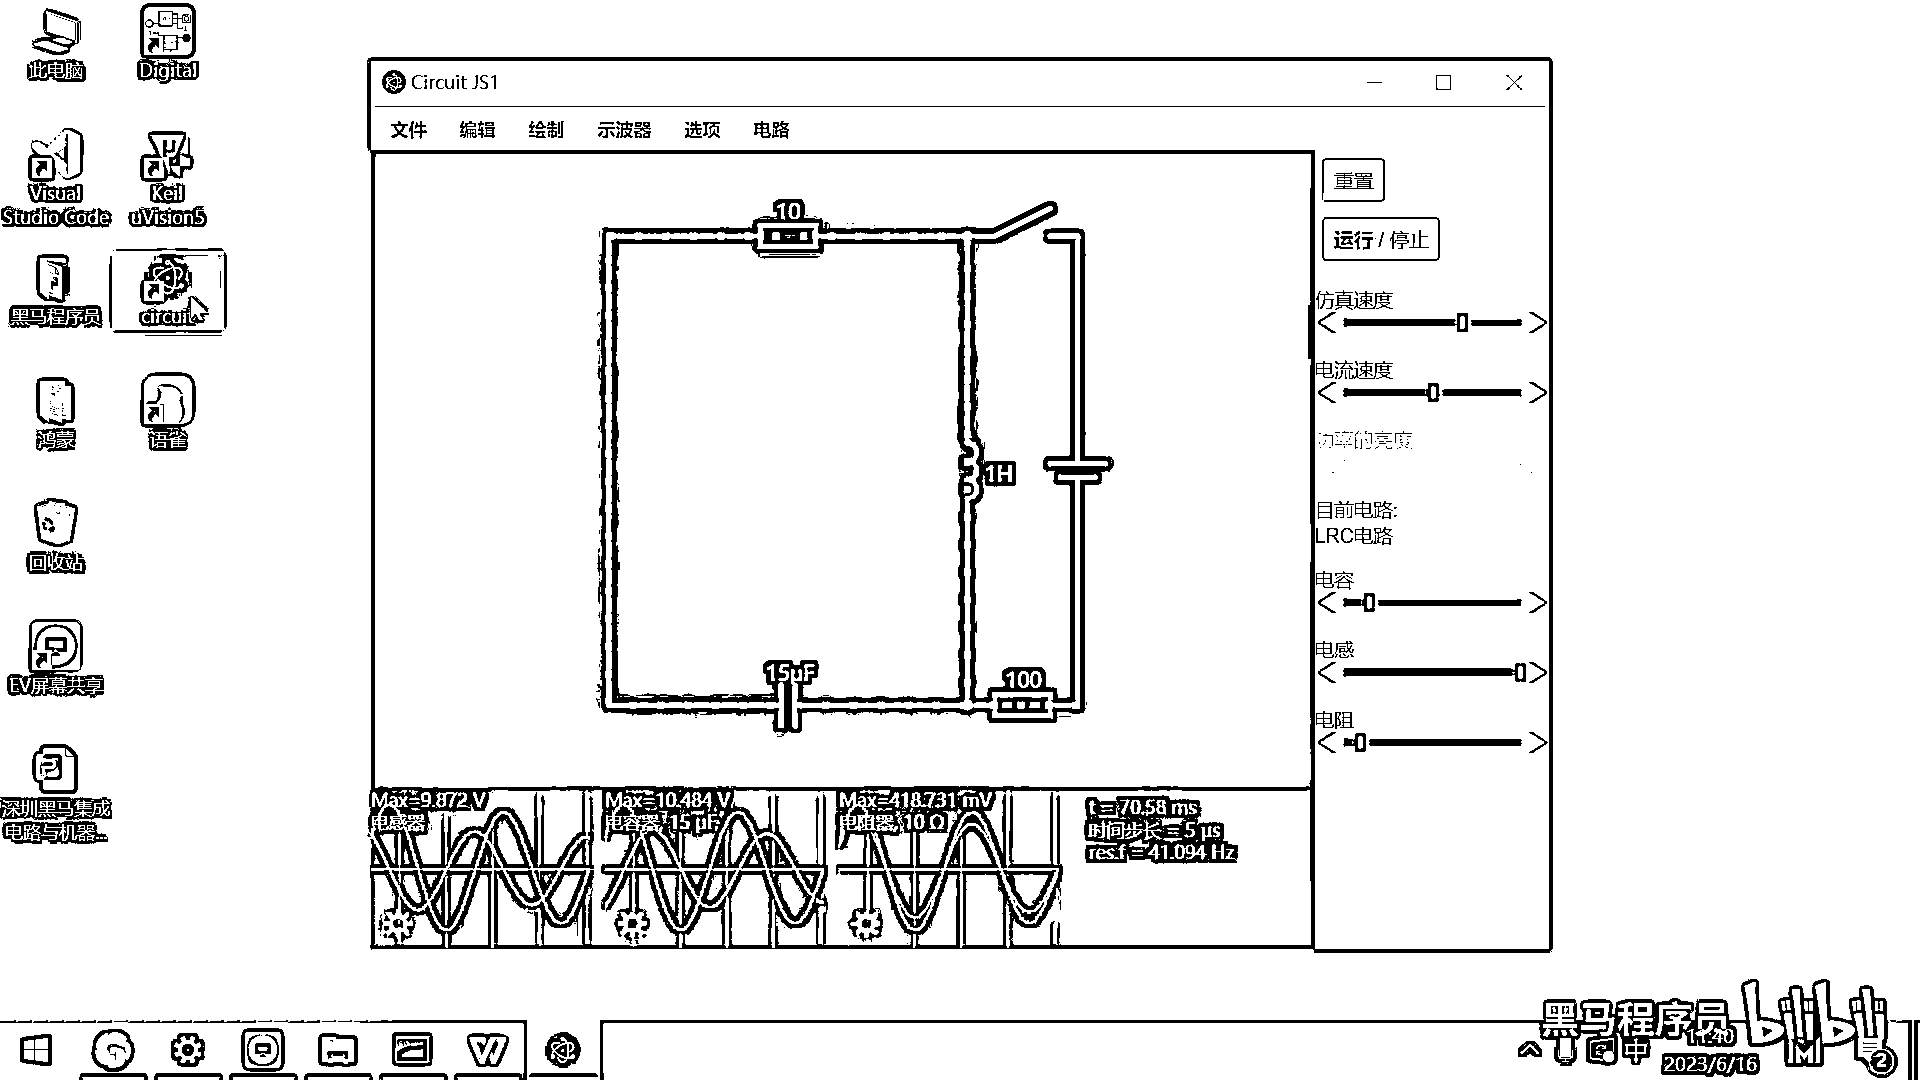 此电脑
Digital
Visual
Studio Code
Keil
uVision5
黑马程序员
circuit
鸿蒙
语雀
回收站
EV屏幕共享
深圳黑马集成
电路与机器...
Circuit JS1
文件 编辑 绘制 示波器 选项 电路
10
1H
15μF
100
重置
运行 / 停止
仿真速度
电流速度
功率的亮度
目前电路:
LRC电路
电容
电感
电阻
Max=9.872 V
电感器
Max=10.484 V
电容器, 15 μF
Max=418.731 mV
电阻器, 10 Ω
t = 70.58 ms
时间步长 = 5 μs
res.f = 41.094 Hz
黑马程序员
bilibili
中
11:40
2023/6/16
2